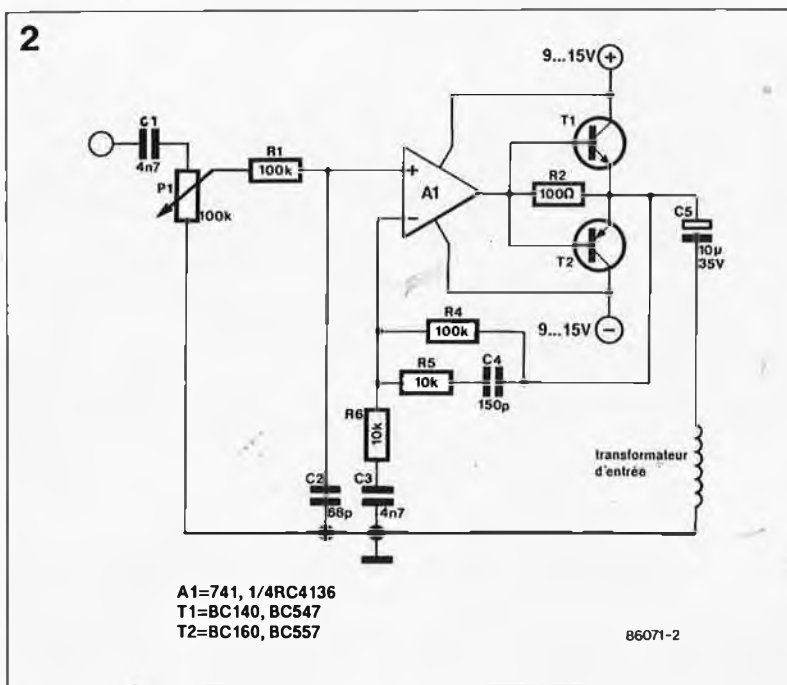 2
9...15V +
C1
4n7
P1
100k
R1
100k
+
A1
−
T1
R2
100Ω
T2
C5
10µ
35V
9...15V −
R4
100k
R5
10k
C4
150p
R6
10k
C2
68p
C3
4n7
transformateur
d'entrée
A1=741, 1/4RC4136
T1=BC140, BC547
T2=BC160, BC557
86071-2